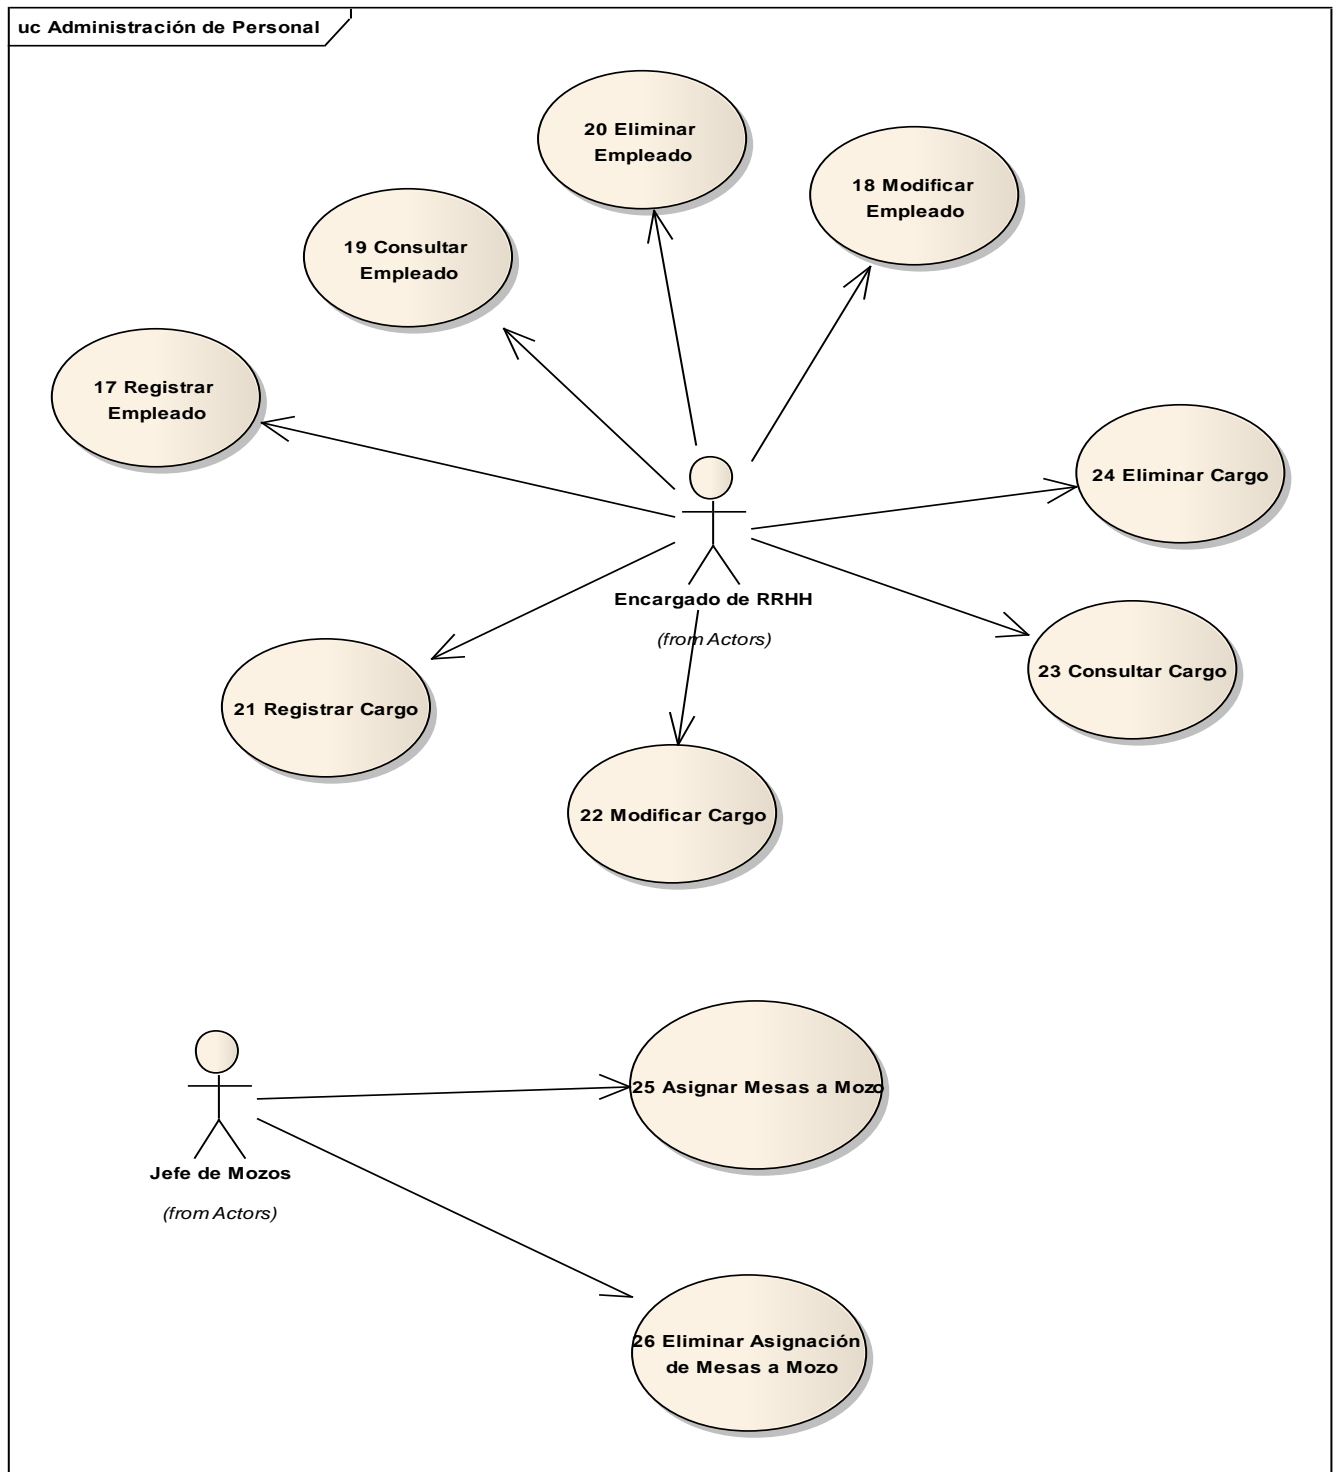 uc Administración de Personal
20 Eliminar
Empleado
18 Modificar
Empleado
19 Consultar
Empleado
17 Registrar
Empleado
24 Eliminar Cargo
Encargado de RRHH
(from Actors)
23 Consultar Cargo
21 Registrar Cargo
22 Modificar Cargo
25 Asignar Mesas a Mozo
Jefe de Mozos
(from Actors)
26 Eliminar Asignación
de Mesas a Mozo